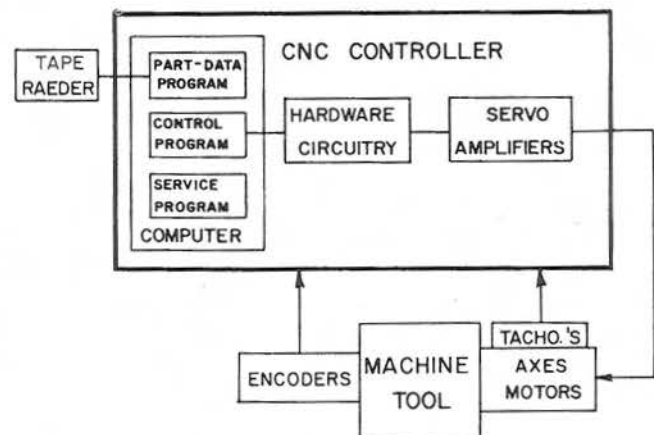 CNC CONTROLLER
TAPE
RAEDER
PART-DATA
PROGRAM
CONTROL
PROGRAM
SERVICE
PROGRAM
COMPUTER
HARDWARE
CIRCUITRY
SERVO
AMPLIFIERS
ENCODERS
MACHINE
TOOL
TACHO.'S
AXES
MOTORS